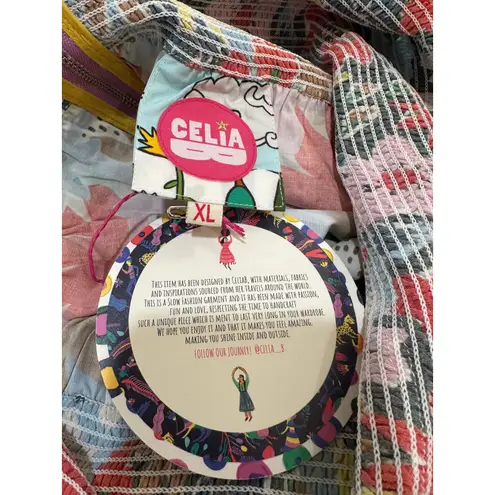 CELIA
B
XL
THIS ITEM HAS BEEN DESIGNED BY CELIAB, WITH MATERIALS, FABRICS
AND INSPIRATIONS SOURLED FROM HER TRAVELS AROUND THE WORLD.
THIS IS A SLOW FASHION GARMENT AND IT HAS BEEN MADE WITH PASSION,
FUN AND LOVE, RESPECTING THE TIME TO HANDCRAFT
SUCH A UNIQUE PIECE WHICH IS MENT TO LAST VERY LONG IN YOUR WARDROBE.
WE HOPE YOU ENJOY IT AND THAT IT MAKES YOU FEEL AMAZING,
MAKING YOU SHINE INSIDE AND OUTSIDE.
FOLLOW OUR JOURNEY! @CELIA_B